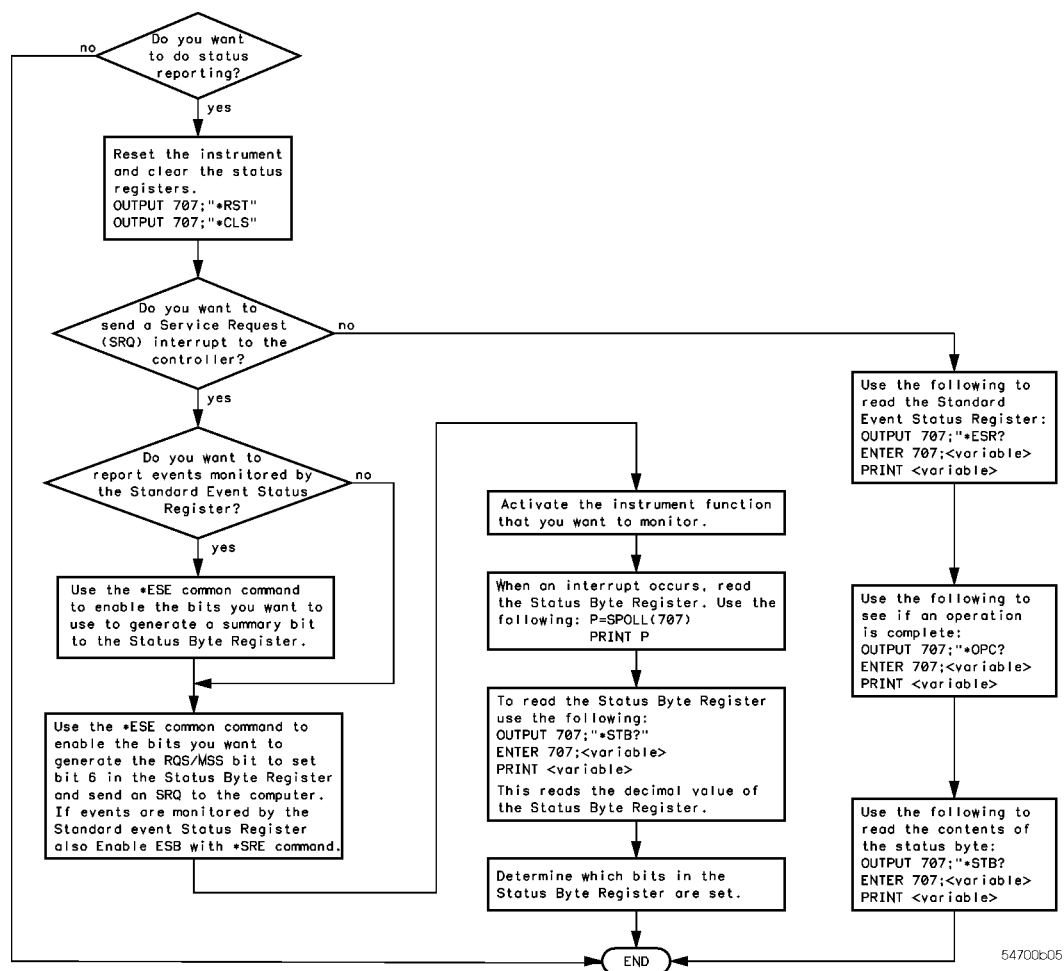 Do you want
to do status
reporting?
no
yes
Reset the instrument
and clear the status
registers.
OUTPUT 707;"*RST"
OUTPUT 707;"*CLS"
Do you want to
send a Service Request
(SRQ) interrupt to the
controller?
no
yes
Do you want to
report events monitored by
the Standard Event Status
Register?
no
yes
Use the *ESE common command
to enable the bits you want to
use to generate a summary bit
to the Status Byte Register.
Use the *ESE common command to
enable the bits you want to
generate the RQS/MSS bit to set
bit 6 in the Status Byte Register
and send an SRQ to the computer.
If events are monitored by the
Standard event Status Register
also Enable ESB with *SRE command.
Activate the instrument function
that you want to monitor.
When an interrupt occurs, read
the Status Byte Register. Use the
following: P=SPOLL(707)
PRINT P
To read the Status Byte Register
use the following:
OUTPUT 707;"*STB?"
ENTER 707;<variable>
PRINT <variable>
This reads the decimal value of
the Status Byte Register.
Determine which bits in the
Status Byte Register are set.
Use the following to
read the Standard
Event Status Register:
OUTPUT 707;"*ESR?
ENTER 707;<variable>
PRINT <variable>
Use the following to
see if an operation
is complete:
OUTPUT 707;"*OPC?
ENTER 707;<variable>
PRINT <variable>
Use the following to
read the contents of
the status byte:
OUTPUT 707;"*STB?
ENTER 707;<variable>
PRINT <variable>
END
54700b05